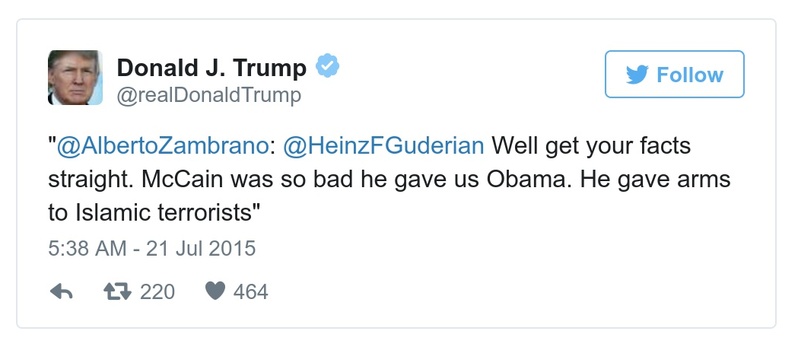 Donald J. Trump
@realDonaldTrump
Follow
"@AlbertoZambrano: @HeinzFGuderian Well get your facts
straight. McCain was so bad he gave us Obama. He gave arms
to Islamic terrorists"
5:38 AM - 21 Jul 2015
220 464